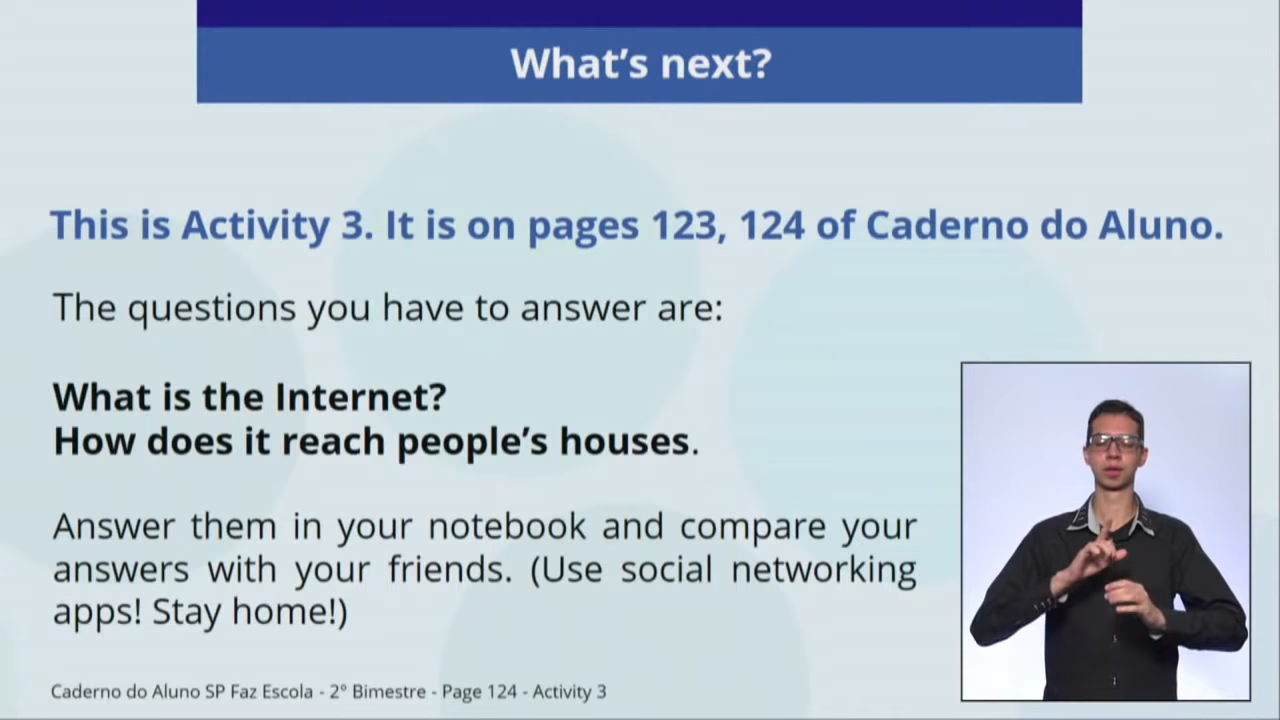 What's next?
This is Activity 3. It is on pages 123, 124 of Caderno do Aluno.
The questions you have to answer are:
What is the Internet?
How does it reach people's houses.
Answer them in your notebook and compare your
answers with your friends. (Use social networking
apps! Stay home!)
Caderno do Aluno SP Faz Escola - 2° Bimestre - Page 124 - Activity 3